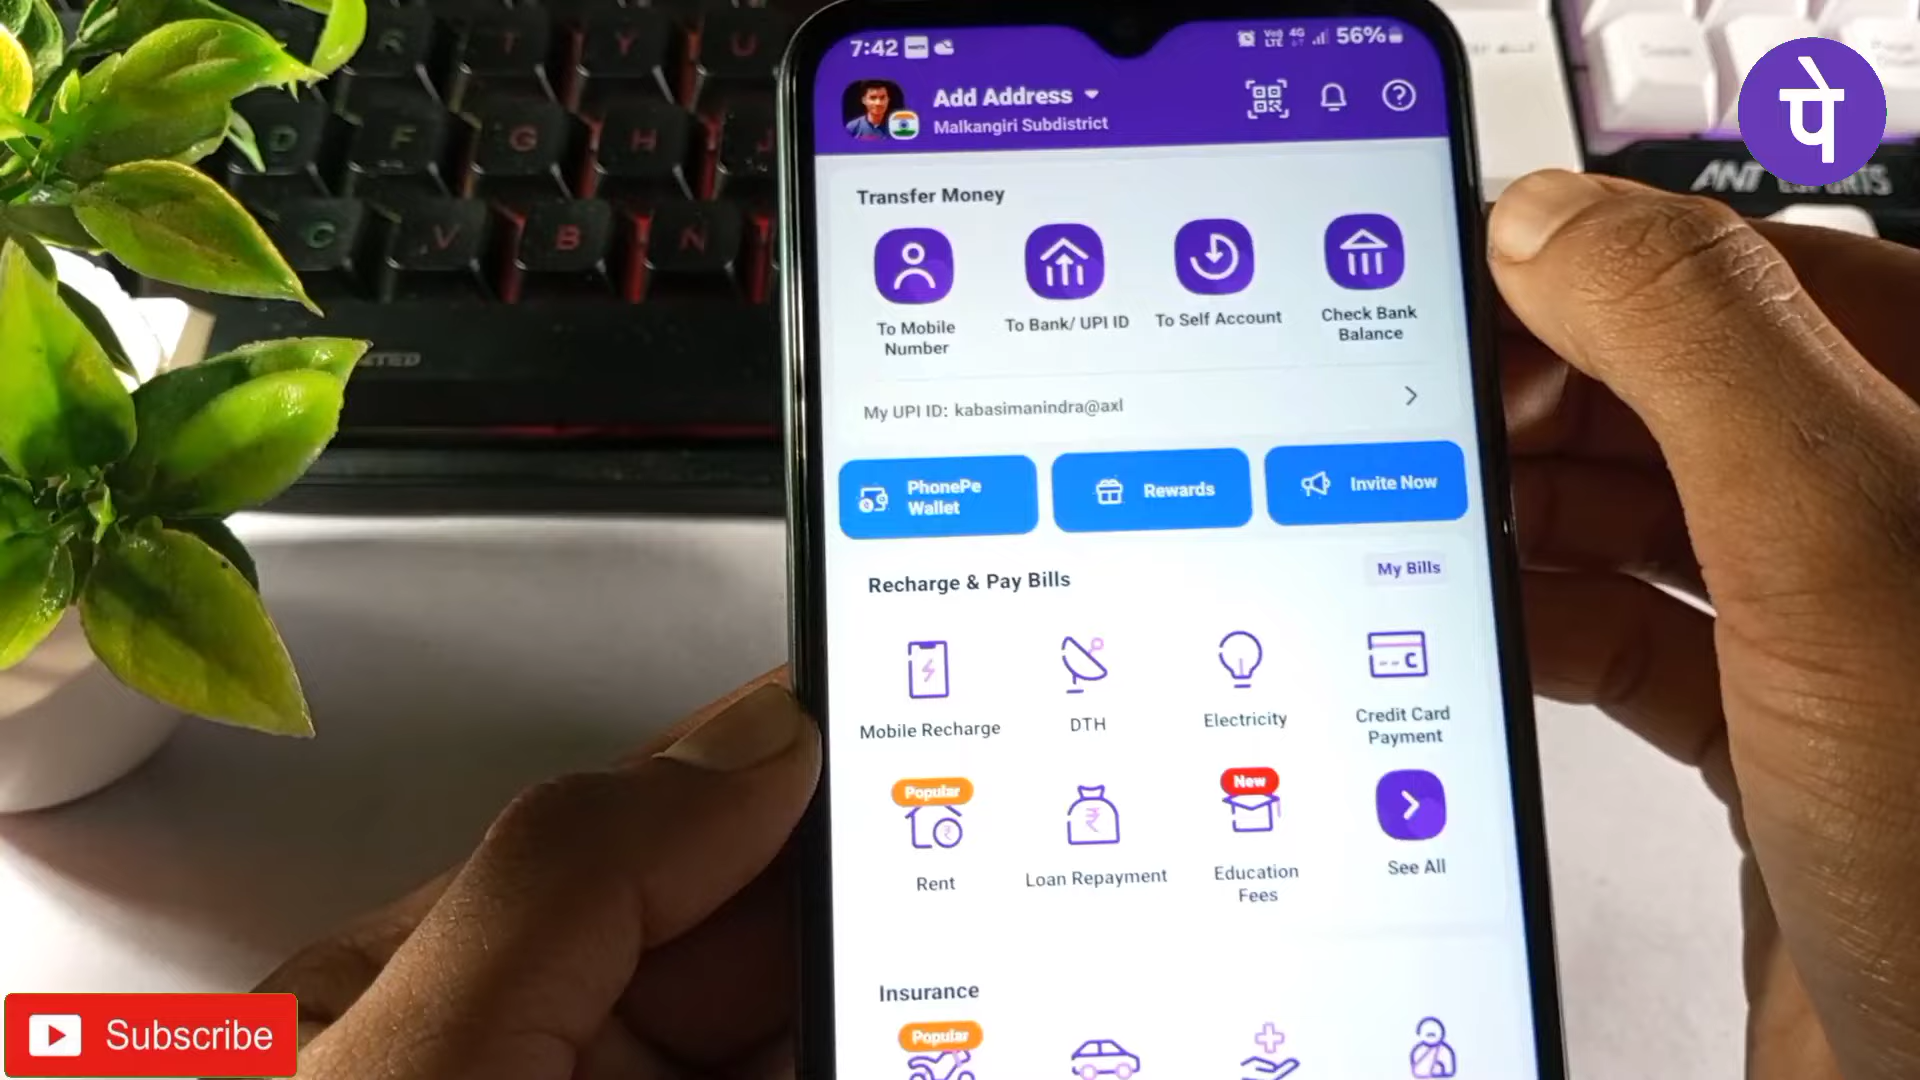 7:42
56%
Add Address
Malkangiri Subdistrict
पे
ANT ESPORTS
Transfer Money
To Mobile Number
To Bank/ UPI ID
To Self Account
Check Bank Balance
My UPI ID: kabasimanindra@axl
PhonePe Wallet
Rewards
Invite Now
Recharge & Pay Bills
My Bills
Mobile Recharge
DTH
Electricity
Credit Card Payment
Popular
Rent
Loan Repayment
New
Education Fees
See All
Insurance
Popular
Subscribe
R
T
Y
U
D
F
G
H
J
C
V
B
N